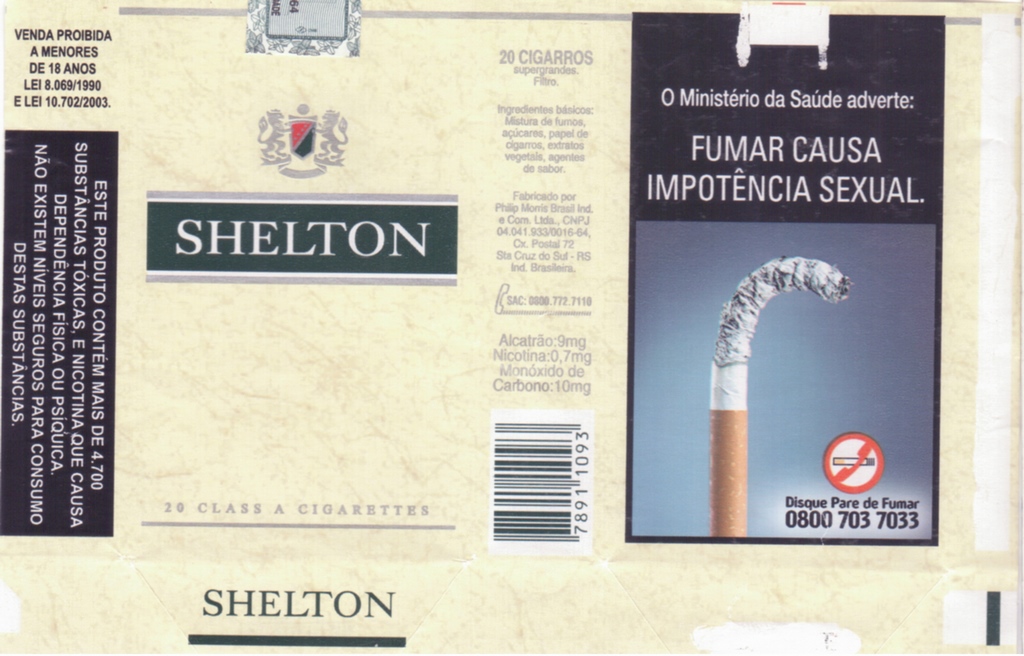 VENDA PROIBIDA
A MENORES
DE 18 ANOS
LEI 8.069/1990
E LEI 10.702/2003.
ESTE PRODUTO CONTÉM MAIS DE 4.700
SUBSTÂNCIAS TÓXICAS, E NICOTINA QUE CAUSA
DEPENDÊNCIA FÍSICA OU PSÍQUICA.
NÃO EXISTEM NÍVEIS SEGUROS PARA CONSUMO
DESTAS SUBSTÂNCIAS.
64
SHELTON
20 CLASS A CIGARETTES
SHELTON
20 CIGARROS
supergrandes.
Filtro.
Ingredientes básicos:
Mistura de fumos,
açúcares, papel de
cigarros, extratos
vegetais, agentes
de sabor.
Fabricado por
Philip Morris Brasil Ind.
e Com. Ltda., CNPJ
04.041.933/0016-64,
Cx. Postal 72
Sta Cruz do Sul - RS
Ind. Brasileira.
SAC: 0800.772.7110
Alcatrão:9mg
Nicotina:0,7mg
Monóxido de
Carbono:10mg
78911093
O Ministério da Saúde adverte:
FUMAR CAUSA
IMPOTÊNCIA SEXUAL.
Disque Pare de Fumar
0800 703 7033